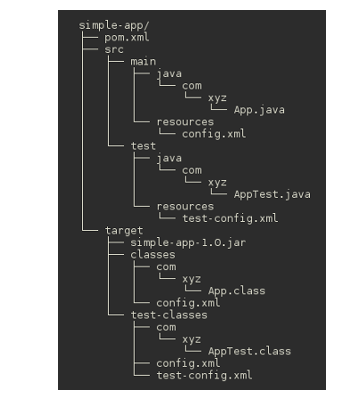 simple-app/
├── pom.xml
├── src
│   ├── main
│   │   ├── java
│   │   │   └── com
│   │   │       └── xyz
│   │   │           └── App.java
│   │   └── resources
│   │       └── config.xml
│   └── test
│       ├── java
│       │   └── com
│       │       └── xyz
│       │           └── AppTest.java
│       └── resources
│           └── test-config.xml
└── target
    ├── simple-app-1.0.jar
    ├── classes
    │   ├── com
    │   │   └── xyz
    │   │       └── App.class
    │   └── config.xml
    └── test-classes
        ├── com
        │   └── xyz
        │       └── AppTest.class
        ├── config.xml
        └── test-config.xml